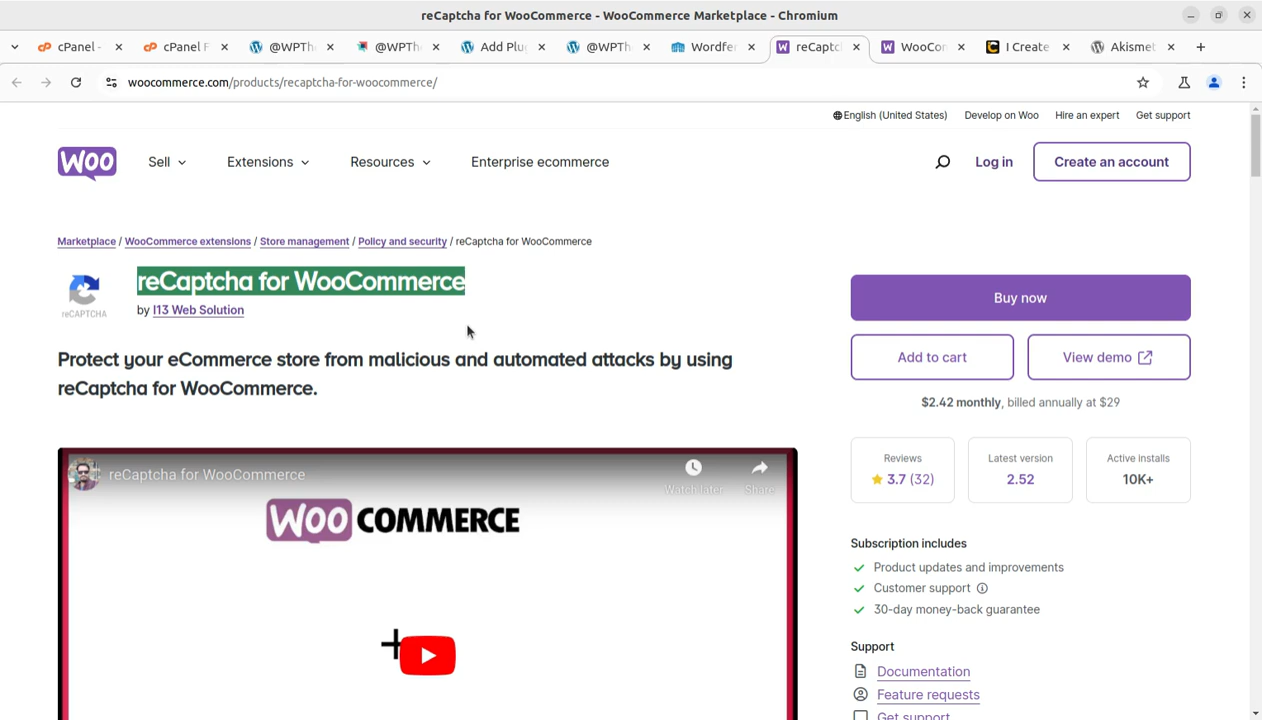 reCaptcha for WooCommerce - WooCommerce Marketplace - Chromium
cPanel -
cPanel F
@WPTh
@WPTh
Add Plu
@WPTh
Wordfe
reCaptc
WooCon
I Create
Akismet
woocommerce.com/products/recaptcha-for-woocommerce/
English (United States) Develop on Woo Hire an expert Get support
WOO Sell Extensions Resources Enterprise ecommerce Log in Create an account
Marketplace / WooCommerce extensions / Store management / Policy and security / reCaptcha for WooCommerce
reCaptcha for WooCommerce
reCAPTCHA
by I13 Web Solution
Protect your eCommerce store from malicious and automated attacks by using
reCaptcha for WooCommerce.
reCaptcha for WooCommerce
Watch later Share
WOO COMMERCE
+
Buy now
Add to cart View demo
$2.42 monthly, billed annually at $29
Reviews
3.7 (32)
Latest version
2.52
Active installs
10K+
Subscription includes
Product updates and improvements
Customer support
30-day money-back guarantee
Support
Documentation
Feature requests
Get support